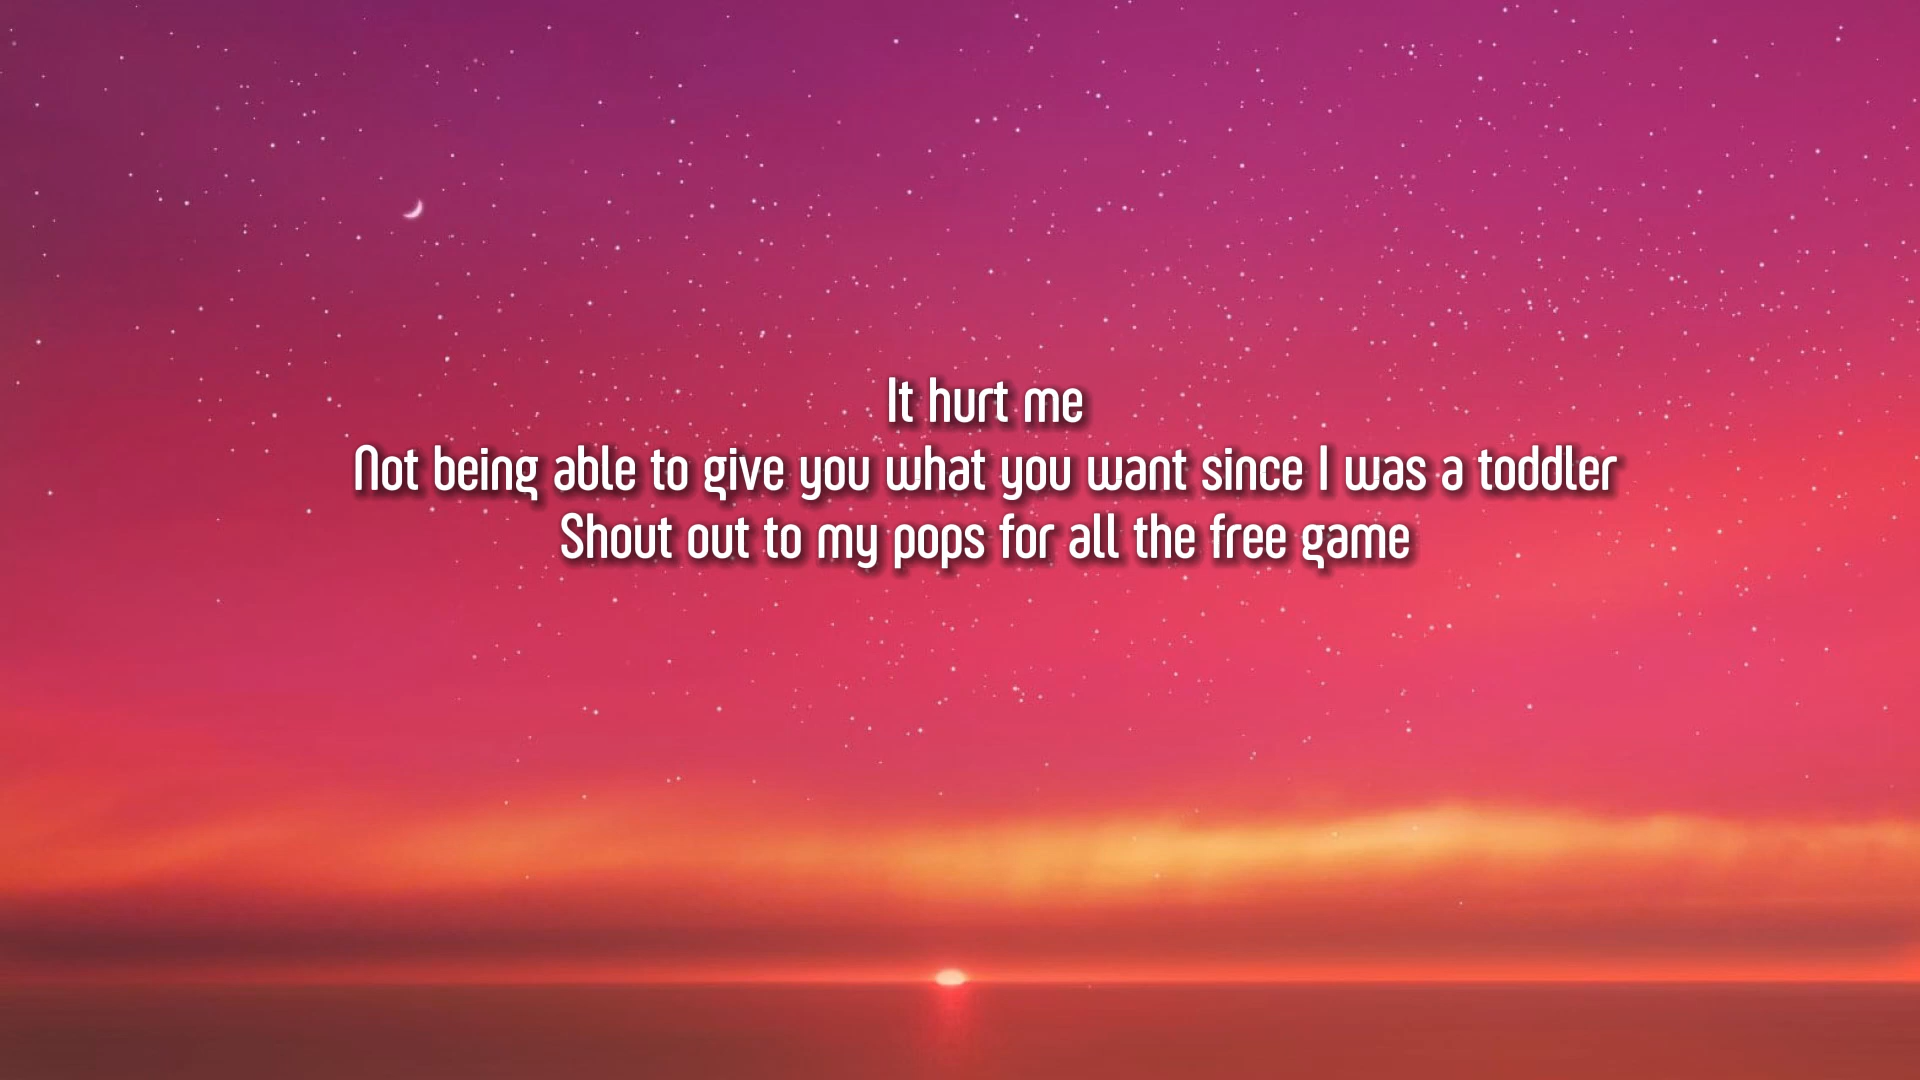 It hurt me
Not being able to give you what you want since I was a toddler
Shout out to my pops for all the free game